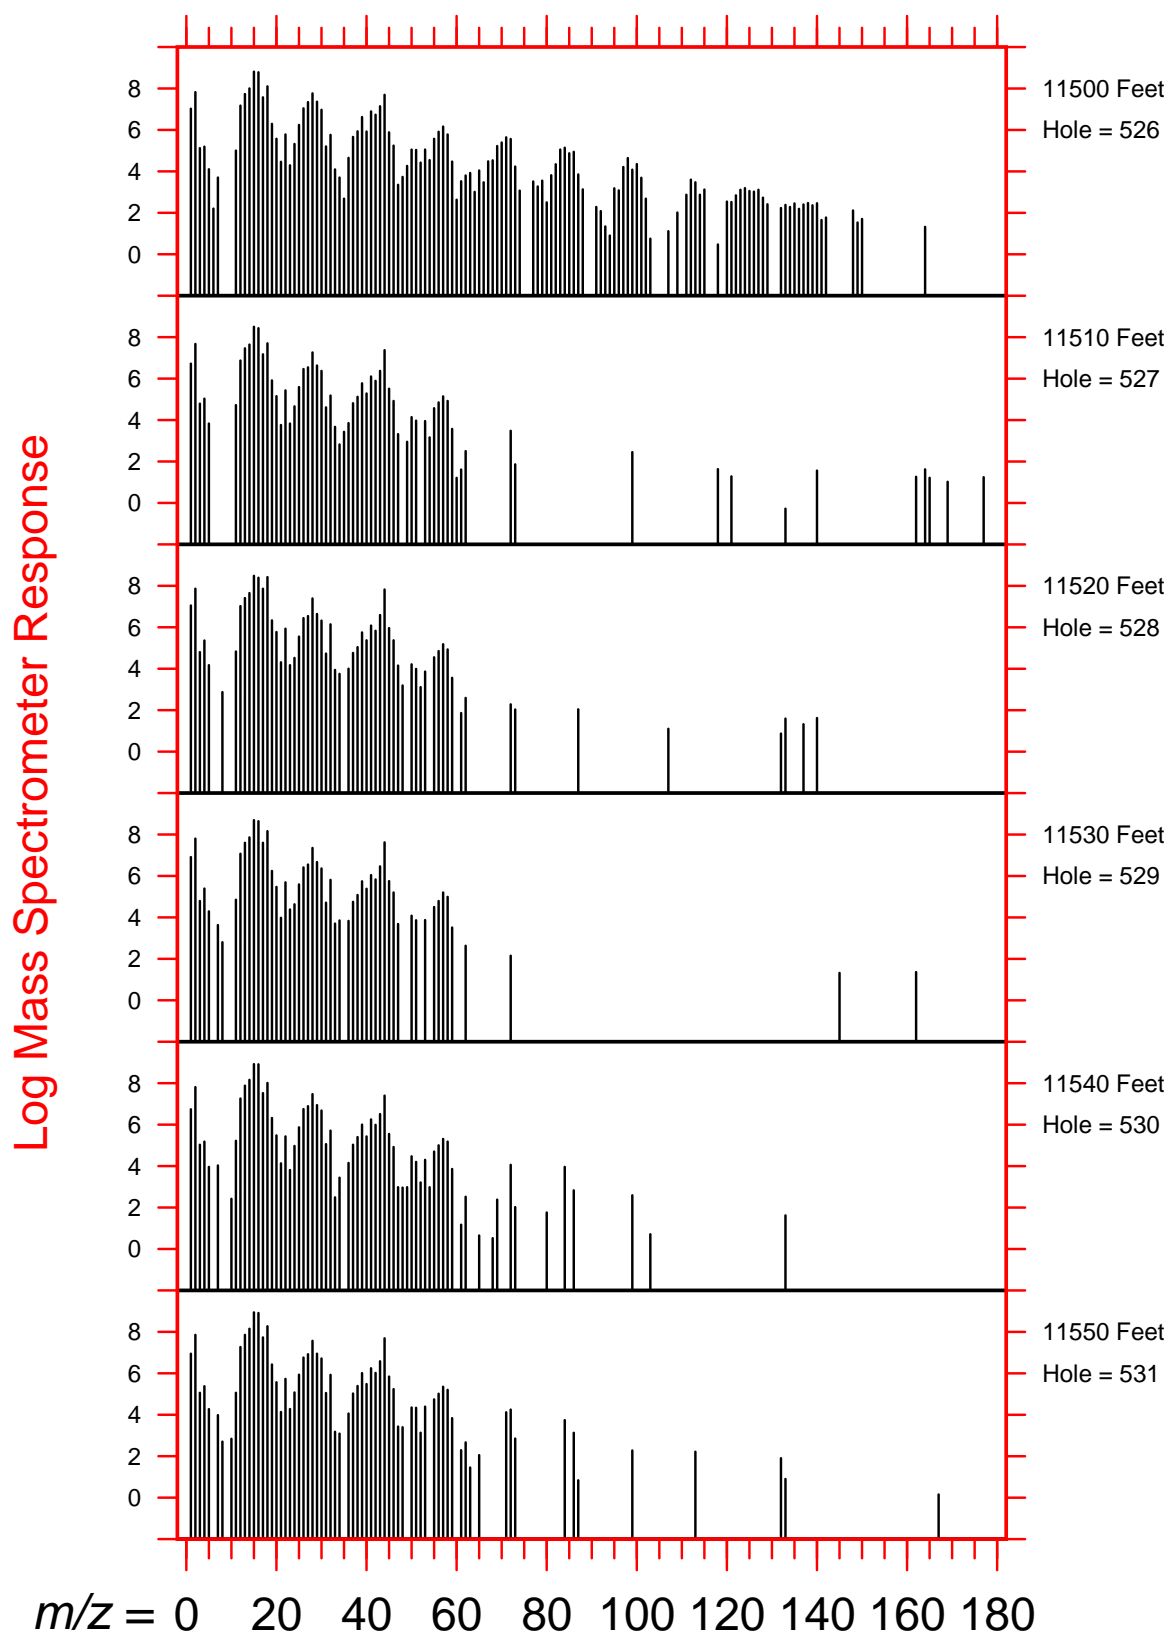 Log Mass Spectrometer Response
8
6
4
2
0
11500 Feet
Hole = 526
8
6
4
2
0
11510 Feet
Hole = 527
8
6
4
2
0
11520 Feet
Hole = 528
8
6
4
2
0
11530 Feet
Hole = 529
8
6
4
2
0
11540 Feet
Hole = 530
8
6
4
2
0
11550 Feet
Hole = 531
m/z = 0 20 40 60 80 100 120 140 160 180